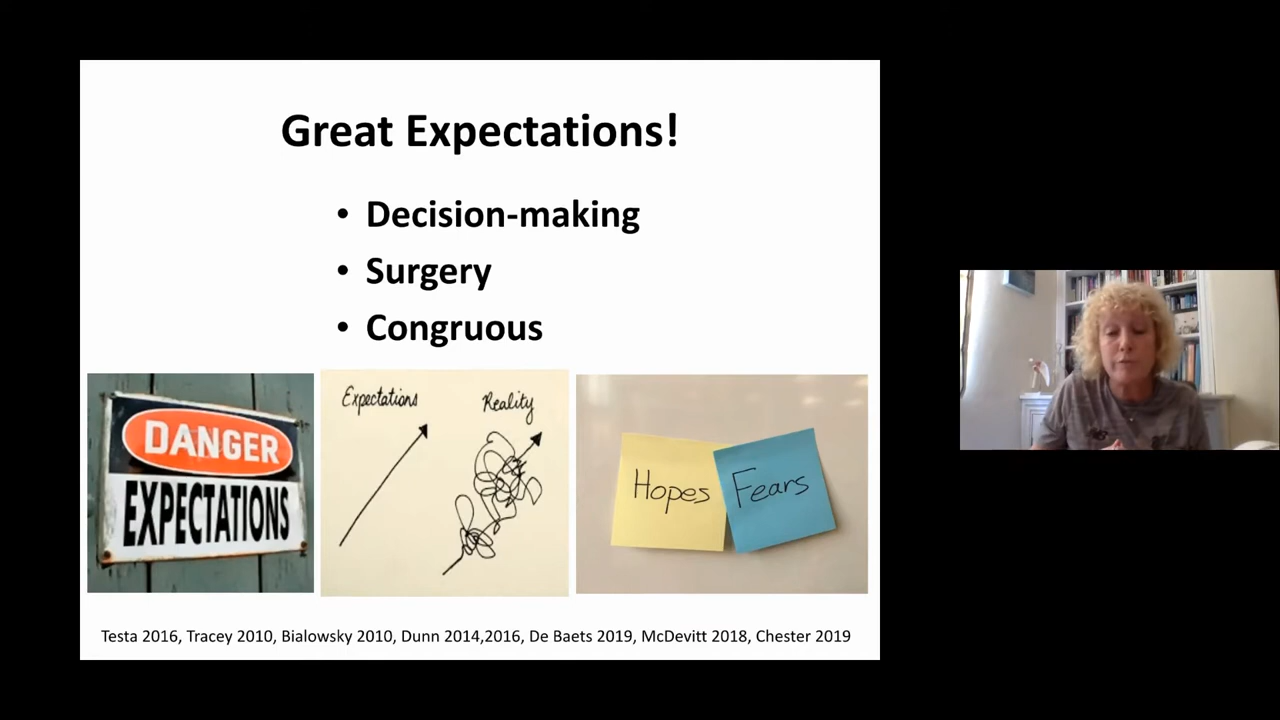 Great Expectations!
• Decision-making
• Surgery
• Congruous
DANGER
EXPECTATIONS
Expectations
Reality
Hopes
Fears
Testa 2016, Tracey 2010, Bialowsky 2010, Dunn 2014,2016, De Baets 2019, McDevitt 2018, Chester 2019